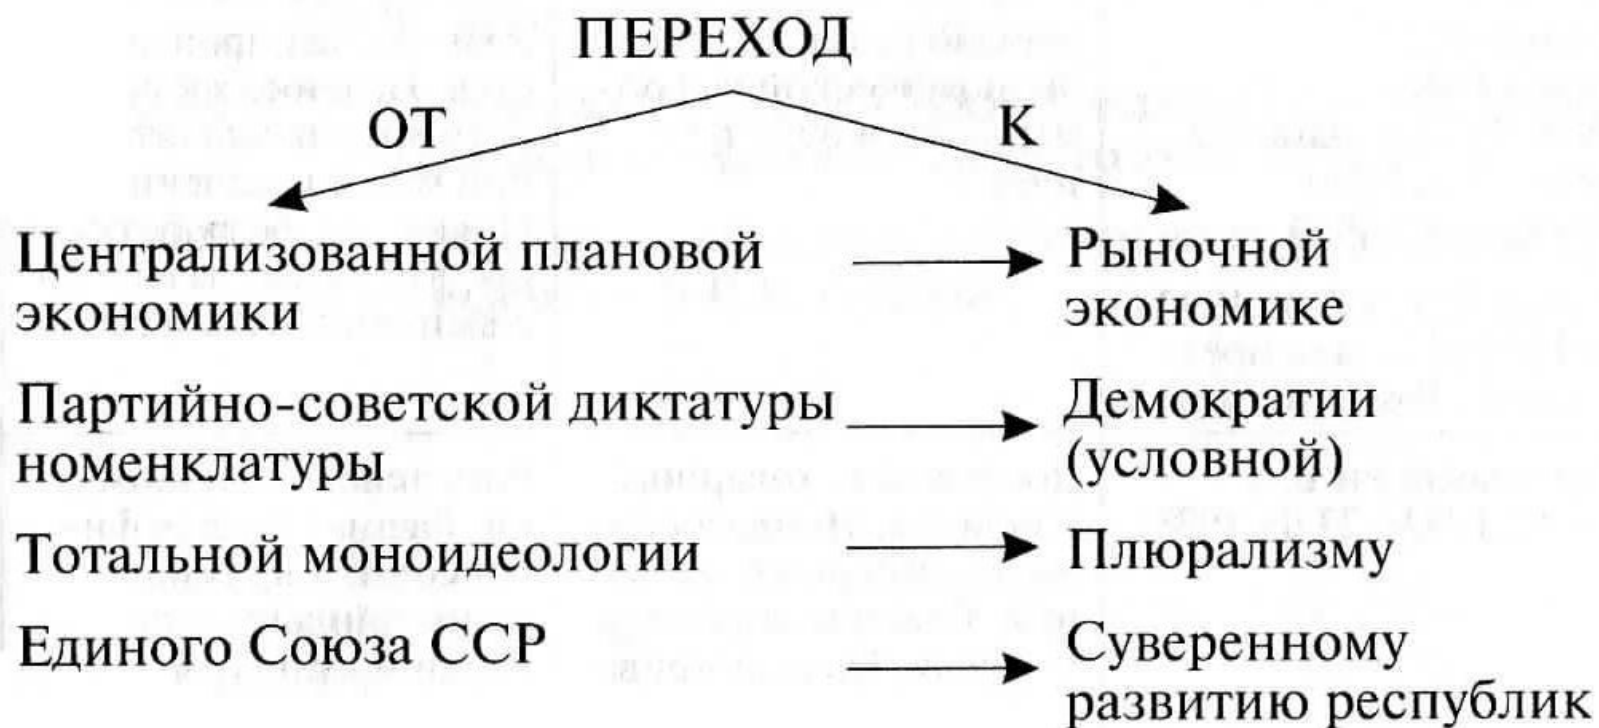 ПЕРЕХОД
ОТ
К
Централизованной плановой
экономики
Рыночной
экономике
Партийно-советской диктатуры
номенклатуры
Демократии
(условной)
Тотальной моноидеологии
Плюрализму
Единого Союза ССР
Суверенному
развитию республик